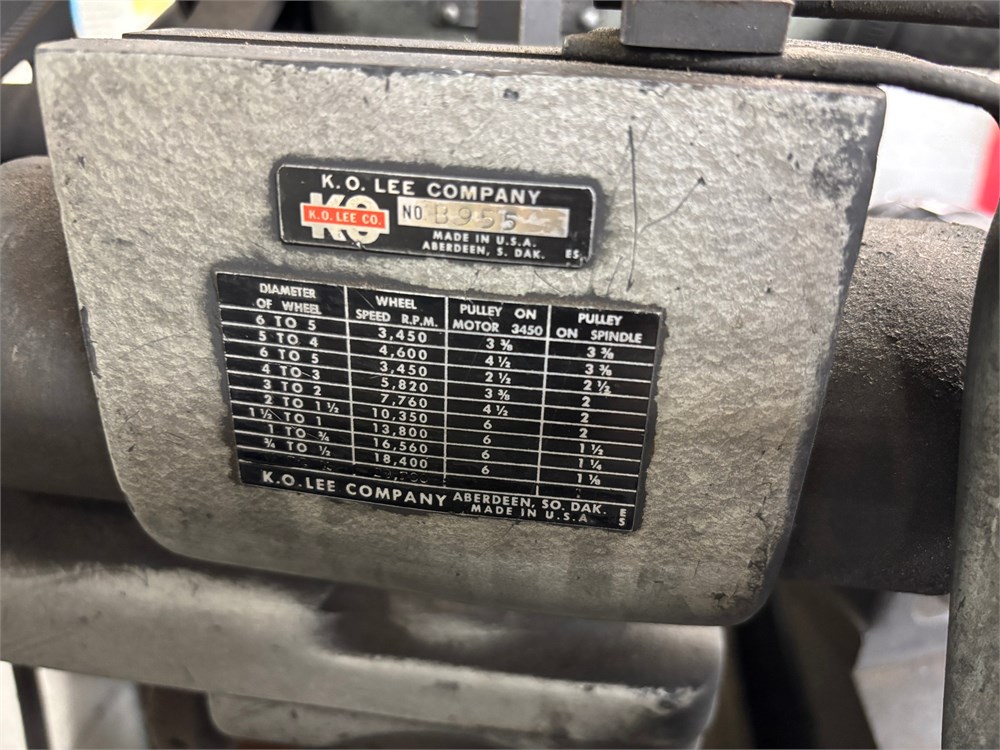 K. O. LEE COMPANY
KO
K.O. LEE CO.
NO B955
MADE IN U.S.A.
ABERDEEN, S. DAK. ES
DIAMETER OF WHEEL WHEEL SPEED R.P.M. PULLEY ON MOTOR 3450 PULLEY ON SPINDLE
6 TO 5 3,450 3 3/8 3 3/8
5 TO 4 4,600 4 1/2 3 3/8
6 TO 5 3,450 2 1/2 2 1/2
4 TO 3 5,820 3 3/8 2
3 TO 2 7,760 4 1/2 2
2 TO 1 1/2 10,350 6 2
1 1/2 TO 1 13,800 6 1 1/2
1 TO 3/4 16,560 6 1 1/4
3/4 TO 1/2 18,400 6 1 1/8
K.O. LEE COMPANY ABERDEEN, SO. DAK.
MADE IN U.S.A ES